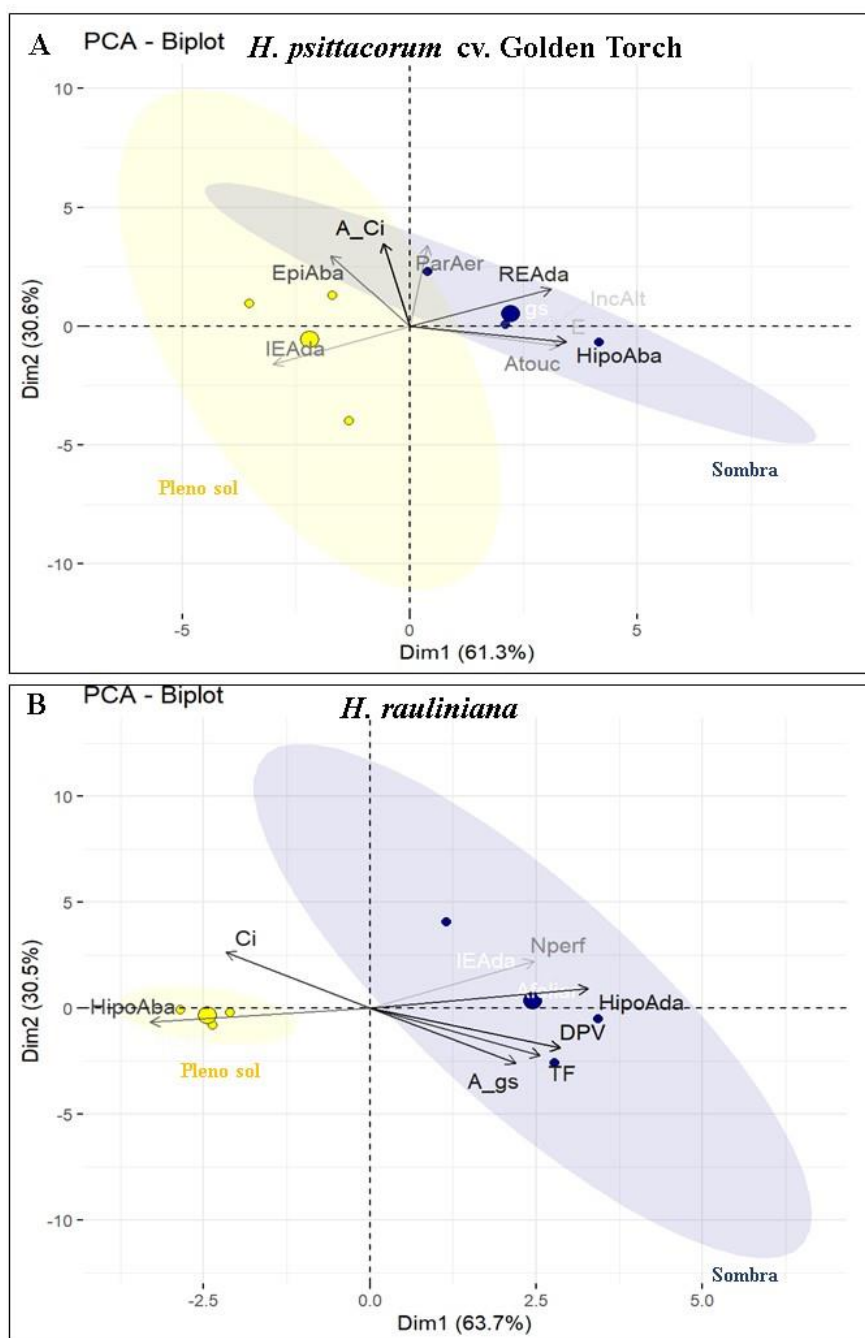 A
PCA - Biplot
H. psittacorum cv. Golden Torch
10
5
0
-5
-10
Dim2 (30.6%)
A_Ci
EpiAba
ParAer
REAda
IncAlt
gs
E
IEAda
Atouc
HipoAba
Pleno sol
Sombra
-5
0
5
Dim1 (61.3%)
B
PCA - Biplot
H. rauliniana
10
5
0
-5
-10
Dim2 (30.5%)
Ci
Nperf
IEAda
HipoAba
HipoAda
DPV
Pleno sol
A_gs
TF
Sombra
-2.5
0.0
2.5
5.0
Dim1 (63.7%)